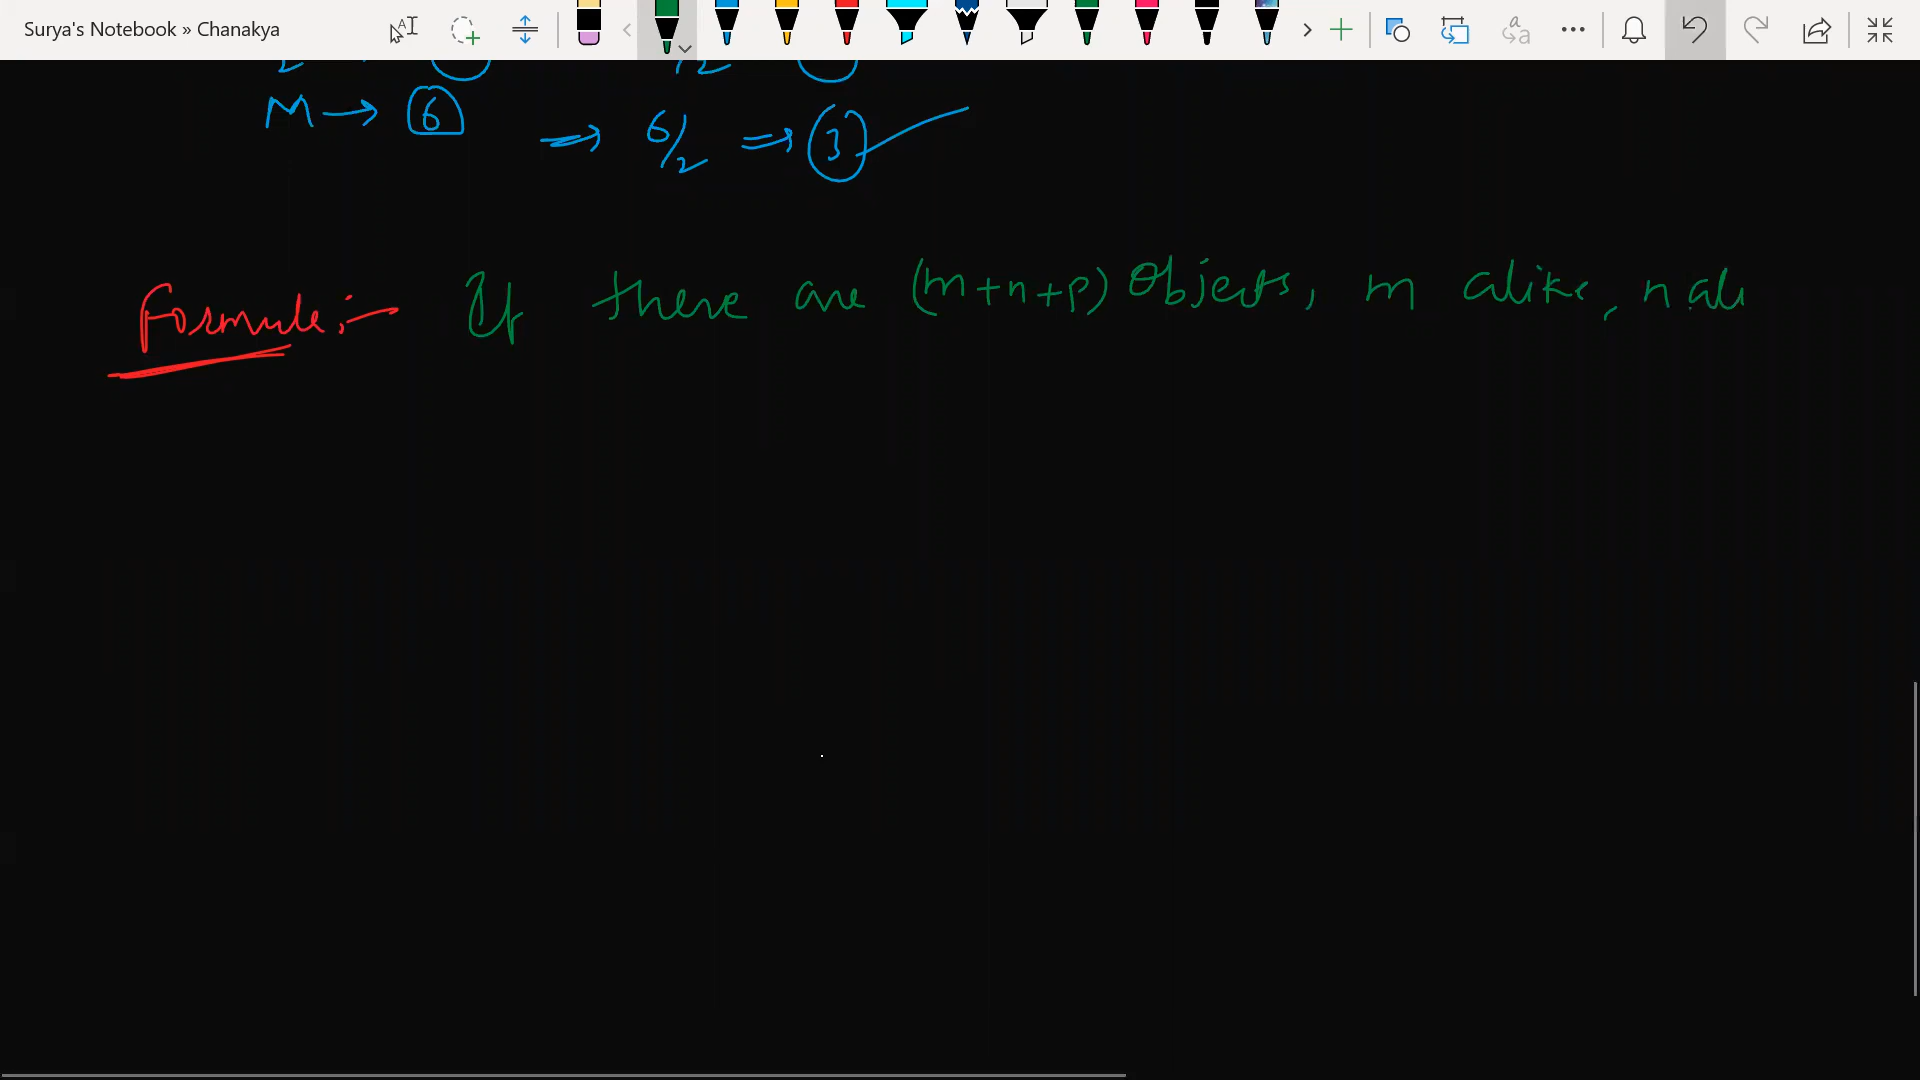 Surya's Notebook » Chanakya
M → 6 ⇒ 6/2 ⇒ 3
Formula:- If there are (m+n+p) Objects, m alike, n ali